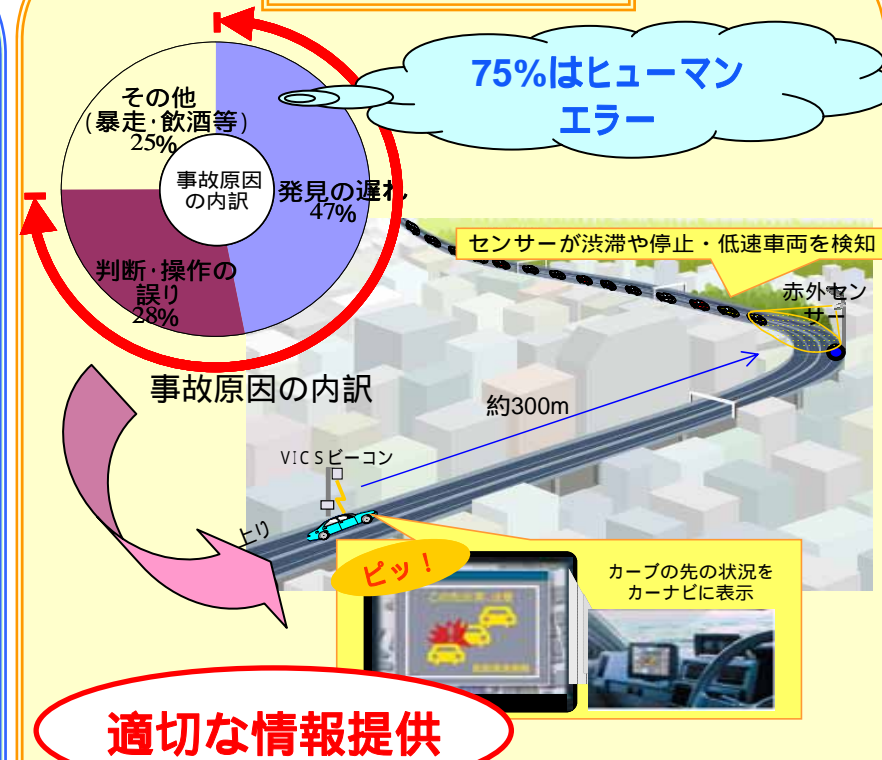 75%はヒューマン
エラー
その他
(暴走･飲酒等)
25%
事故原因
の内訳
発見の遅れ
47%
判断･操作の
誤り
28%
事故原因の内訳
センサーが渋滞や停止・低速車両を検知
赤外セン
サー
約300m
VICSビーコン
上り
ピッ！
カーブの先の状況を
カーナビに表示
適切な情報提供